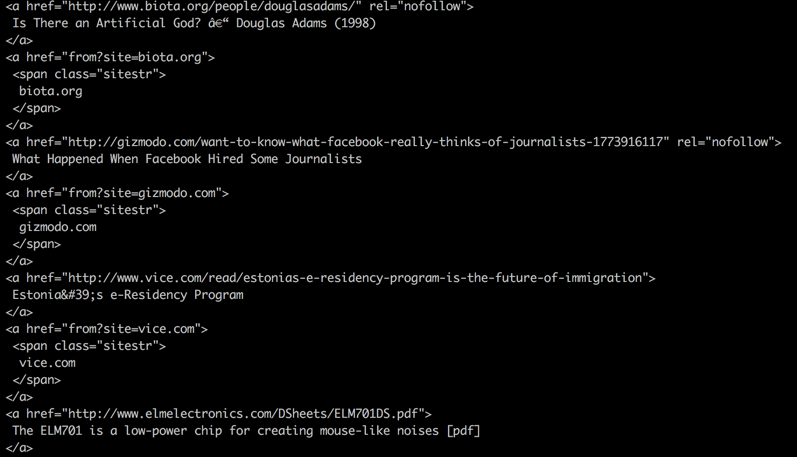 <a href="http://www.biota.org/people/douglasadams/" rel="nofollow">
 Is There an Artificial God? â€“ Douglas Adams (1998)
</a>
<a href="from?site=biota.org">
 <span class="sitestr">
  biota.org
 </span>
</a>
<a href="http://gizmodo.com/want-to-know-what-facebook-really-thinks-of-journalists-1773916117" rel="nofollow">
 What Happened When Facebook Hired Some Journalists
</a>
<a href="from?site=gizmodo.com">
 <span class="sitestr">
  gizmodo.com
 </span>
</a>
<a href="http://www.vice.com/read/estonias-e-residency-program-is-the-future-of-immigration">
 Estonia&#39;s e-Residency Program
</a>
<a href="from?site=vice.com">
 <span class="sitestr">
  vice.com
 </span>
</a>
<a href="http://www.elmelectronics.com/DSheets/ELM701DS.pdf">
 The ELM701 is a low-power chip for creating mouse-like noises [pdf]
</a>